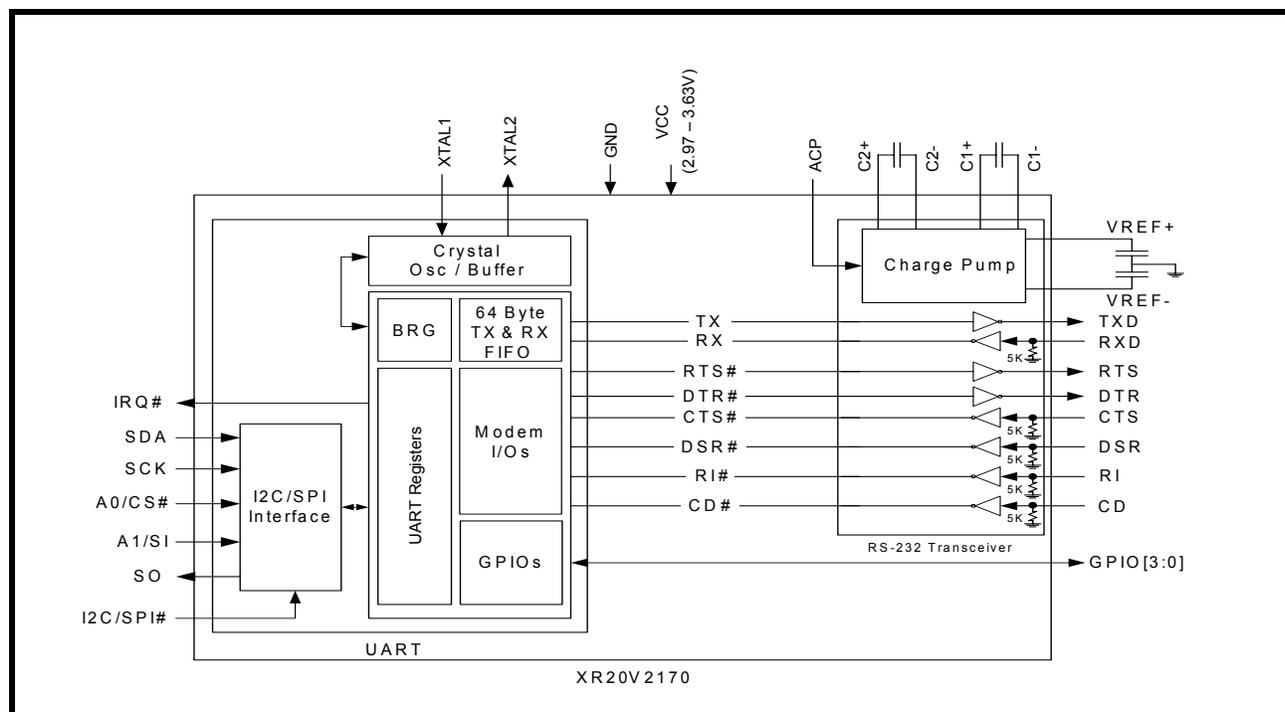 XTAL1
XTAL2
GND
VCC
(2.97 – 3.63V)
ACP
C2+
C2-
C1+
C1-
Crystal
Osc / Buffer
Charge Pump
VREF+
VREF-
BRG
64 Byte
TX & RX
FIFO
TX
TXD
RX
5K
RXD
RTS#
RTS
DTR#
DTR
IRQ#
CTS#
5K
CTS
SDA
UART Registers
Modem
I/Os
DSR#
5K
DSR
SCK
I2C/SPI
Interface
RI#
5K
RI
A0/CS#
CD#
5K
CD
A1/SI
RS-232 Transceiver
SO
GPIOs
GPIO[3:0]
I2C/SPI#
UART
XR20V2170